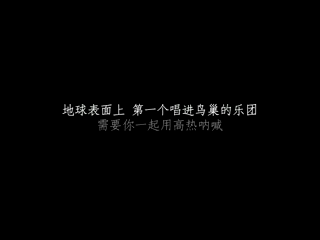 地球表面上 第一个唱进鸟巢的乐团
需要你一起用高热呐喊